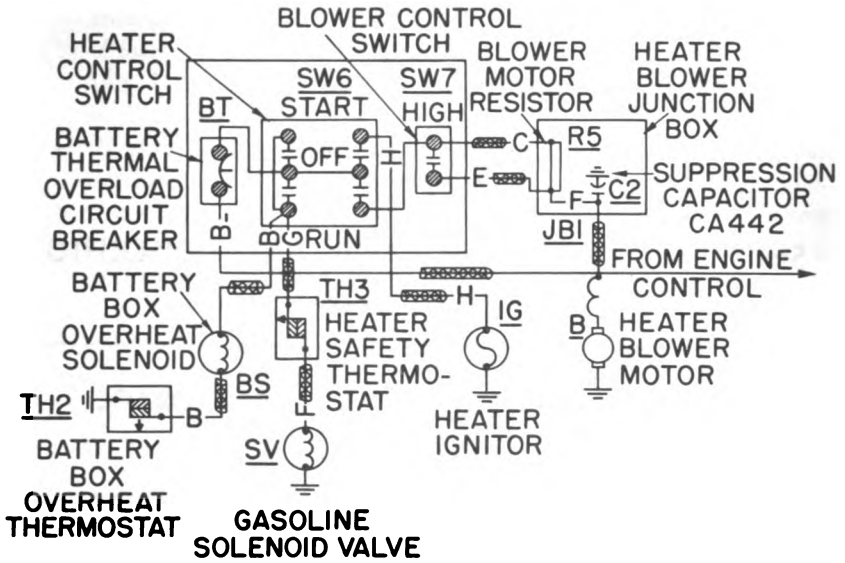 BLOWER CONTROL
SWITCH
HEATER
CONTROL
SWITCH
BLOWER
MOTOR
RESISTOR
HEATER
BLOWER
JUNCTION
BOX
SW6
START
SW7
HIGH
BT
OFF
H
C
R5
BATTERY
THERMAL
OVERLOAD
CIRCUIT
BREAKER
E
F
C2
SUPPRESSION
CAPACITOR
CA442
B-
B
G
RUN
JB1
FROM ENGINE
CONTROL
BATTERY
BOX
OVERHEAT
SOLENOID
TH3
H
IG
HEATER
SAFETY
THERMO-
STAT
B
HEATER
BLOWER
MOTOR
BS
TH2
B
F
HEATER
IGNITOR
SV
BATTERY
BOX
OVERHEAT
THERMOSTAT
GASOLINE
SOLENOID VALVE